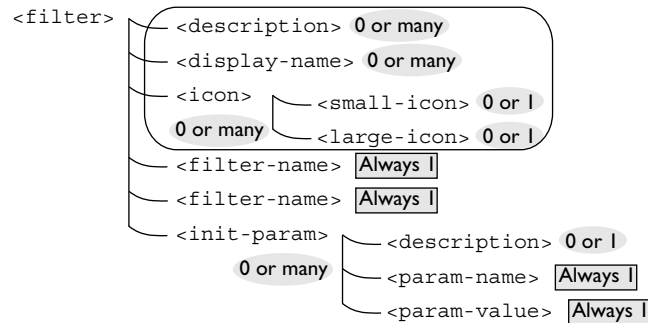 <filter>
<description> 0 or many
<display-name> 0 or many
<icon>
<small-icon> 0 or 1
0 or many
<large-icon> 0 or 1
<filter-name> Always 1
<filter-name> Always 1
<init-param>
<description> 0 or 1
0 or many
<param-name> Always 1
<param-value> Always 1